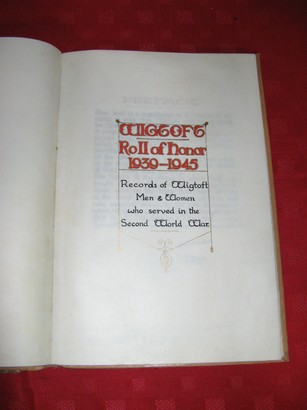 WIGTOFT
Roll of Honor
1939-1945
Records of Wigtoft
Men & Women
who served in the
Second World War.